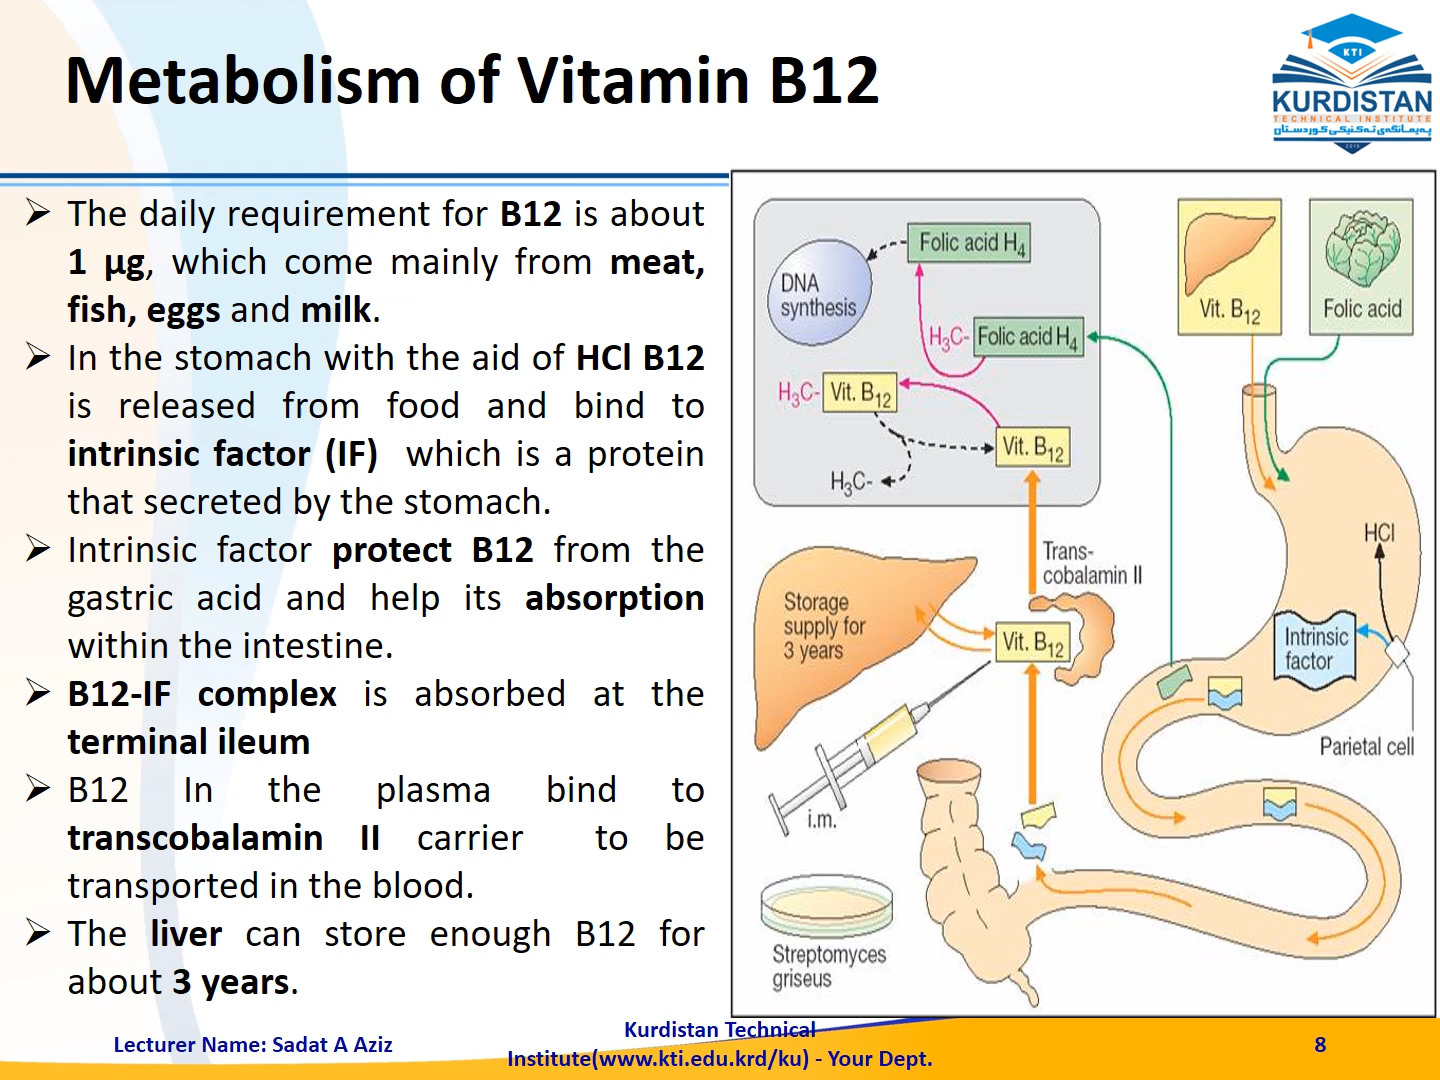 Metabolism of Vitamin B12
KTI
KURDISTAN
TECHNICAL INSTITUTE
پەیمانگەی تەکنیکی کوردستان
➢ The daily requirement for B12 is about
1 µg, which come mainly from meat,
fish, eggs and milk.
➢ In the stomach with the aid of HCl B12
is released from food and bind to
intrinsic factor (IF) which is a protein
that secreted by the stomach.
➢ Intrinsic factor protect B12 from the
gastric acid and help its absorption
within the intestine.
➢ B12-IF complex is absorbed at the
terminal ileum
➢ B12 In the plasma bind to
transcobalamin II carrier to be
transported in the blood.
➢ The liver can store enough B12 for
about 3 years.
Folic acid H4
DNA
synthesis
H3C- Folic acid H4
H3C- Vit. B12
Vit. B12
H3C-
Vit. B12
Folic acid
Trans-
cobalamin II
HCl
Storage
supply for
3 years
Vit. B12
Intrinsic
factor
Parietal cell
i.m.
Streptomyces
griseus
Lecturer Name: Sadat A Aziz
Kurdistan Technical
Institute(www.kti.edu.krd/ku) - Your Dept.
8